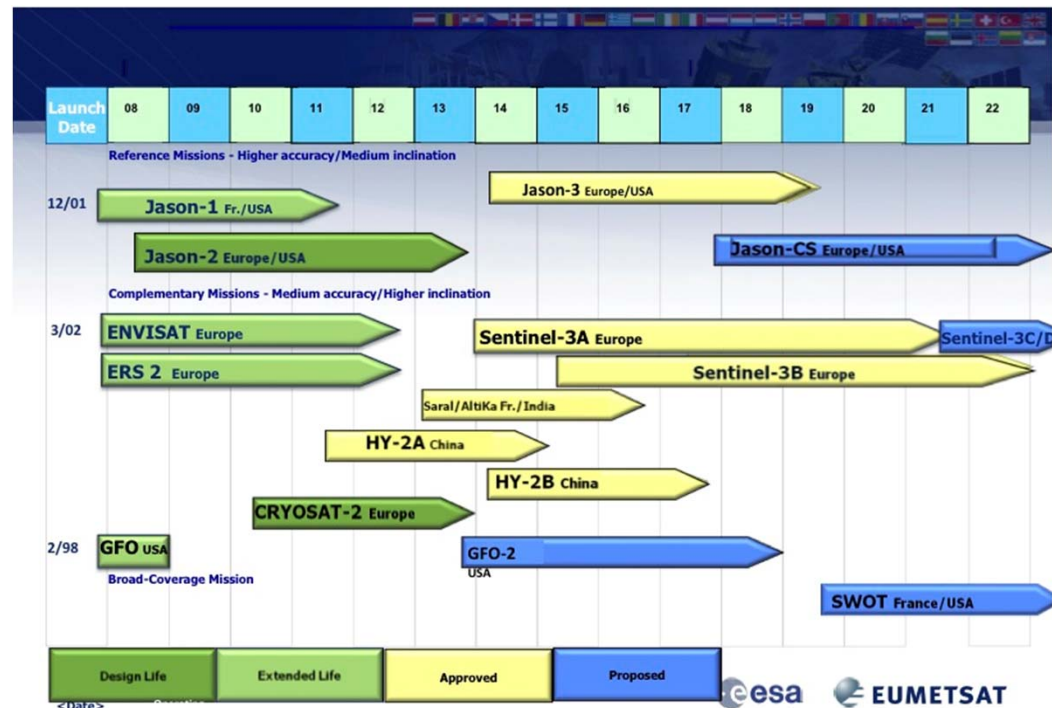 Launch Date 08 09 10 11 12 13 14 15 16 17 18 19 20 21 22
Reference Missions - Higher accuracy/Medium inclination
12/01 Jason-1 Fr./USA
Jason-3 Europe/USA
Jason-2 Europe/USA
Jason-CS Europe/USA
Complementary Missions - Medium accuracy/Higher inclination
3/02 ENVISAT Europe
Sentinel-3A Europe
Sentinel-3C/D
ERS 2 Europe
Sentinel-3B Europe
Saral/AltiKa Fr./India
HY-2A China
HY-2B China
CRYOSAT-2 Europe
2/98 GFO USA
GFO-2
USA
Broad-Coverage Mission
SWOT France/USA
Design Life Extended Life Approved Proposed
esa EUMETSAT
<Date> Operating